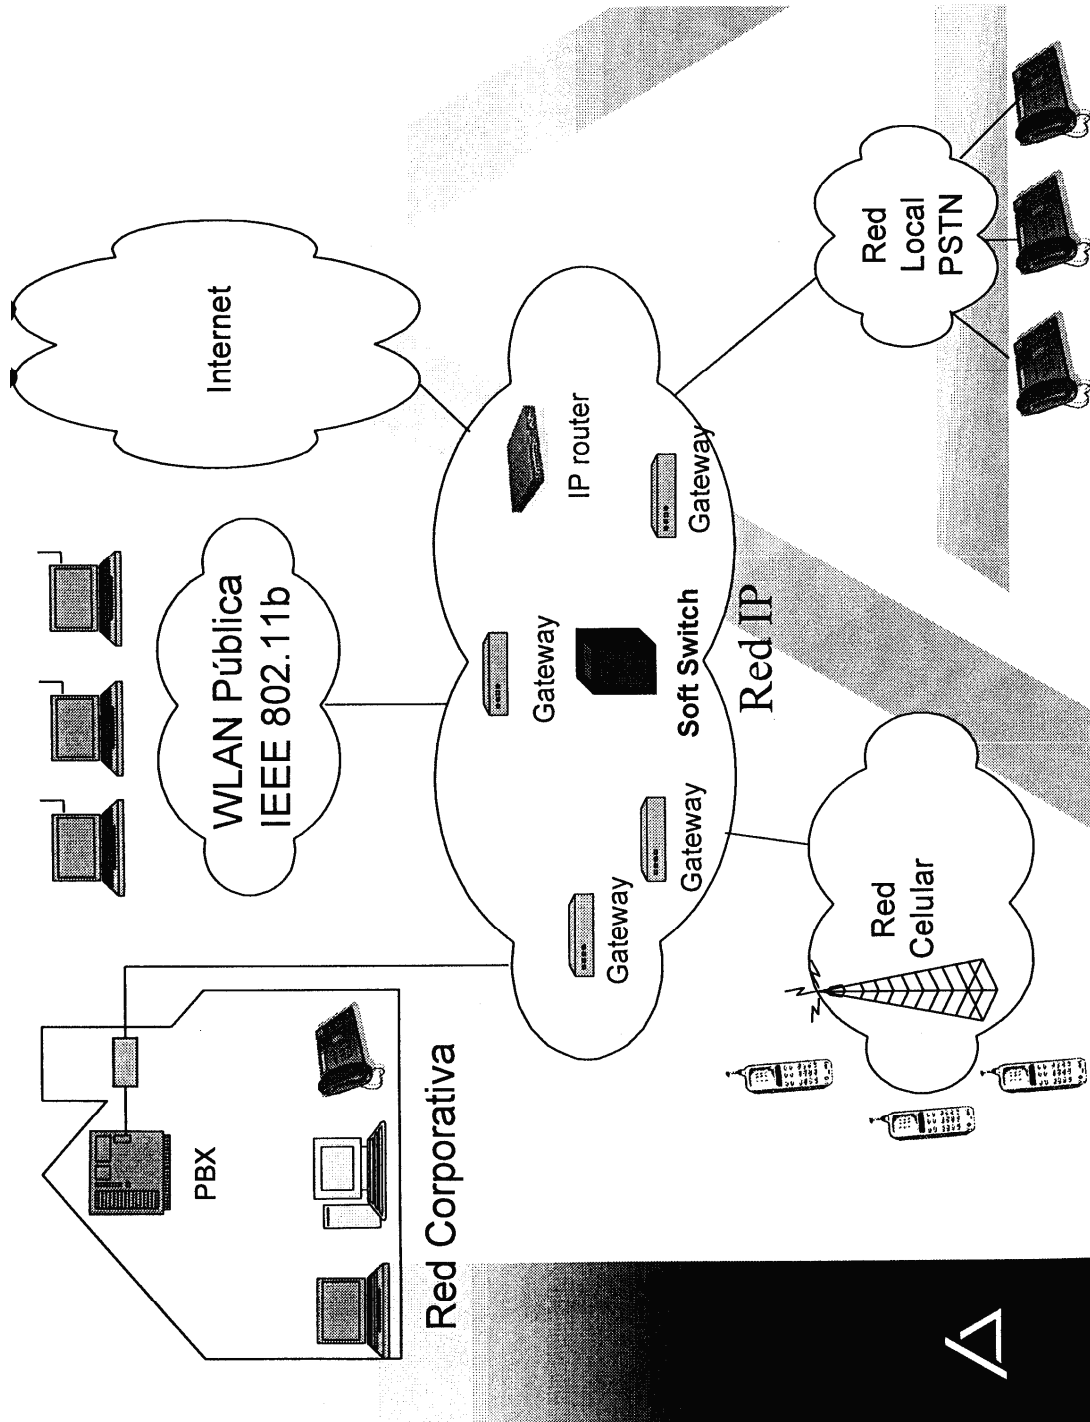 PBX
Red Corporativa
WLAN Pública
IEEE 802.11b
Internet
Gateway
Gateway
Gateway
Soft Switch
IP router
Gateway
Red IP
Red
Celular
Red
Local
PSTN